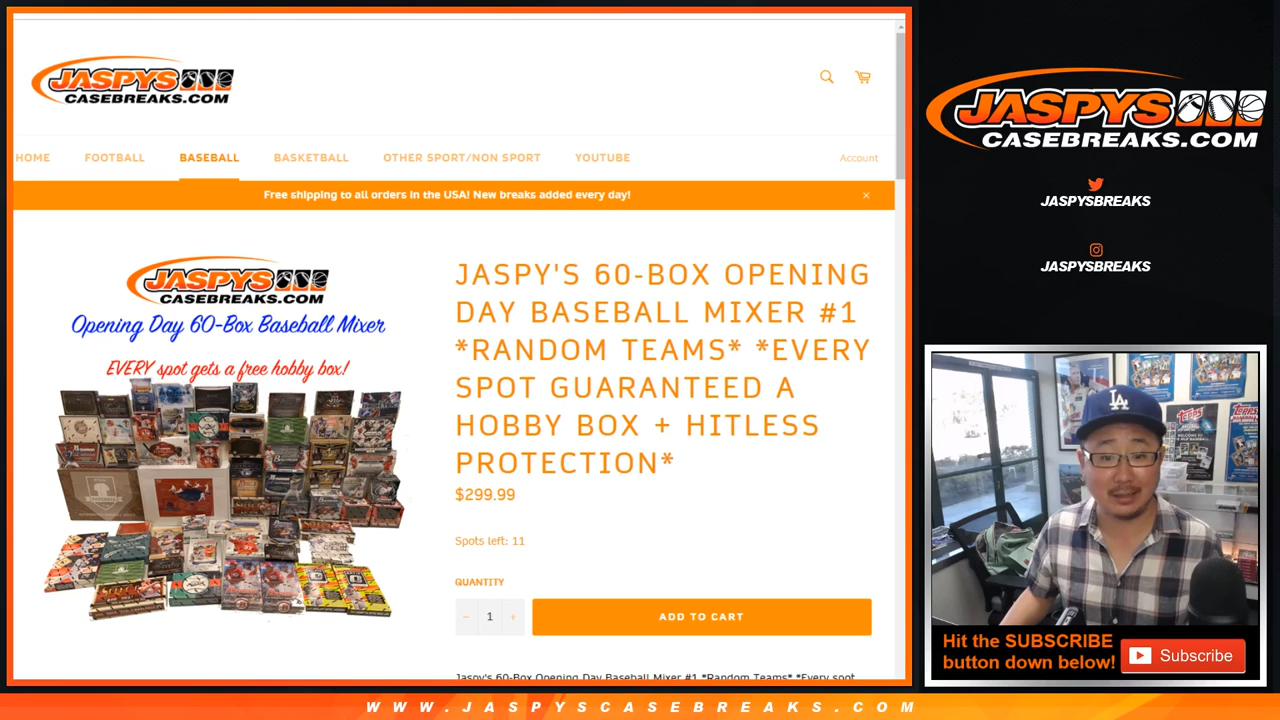 JASPYS
CASEBREAKS.COM
HOME FOOTBALL BASEBALL BASKETBALL OTHER SPORT/NON SPORT YOUTUBE Account
Free shipping to all orders in the USA! New breaks added every day! ×
JASPYS
CASEBREAKS.COM
Opening Day 60-Box Baseball Mixer
EVERY spot gets a free hobby box!
JASPY'S 60-BOX OPENING
DAY BASEBALL MIXER #1
*RANDOM TEAMS* *EVERY
SPOT GUARANTEED A
HOBBY BOX + HITLESS
PROTECTION*
$299.99
Spots left: 11
QUANTITY
− 1 +
ADD TO CART
Jaspy's 60-Box Opening Day Baseball Mixer #1 *Random Teams* *Every spot
JASPYS
CASEBREAKS.COM
JASPYSBREAKS
JASPYSBREAKS
LA
TOPPS
TOPPS
Hit the SUBSCRIBE
button down below!
Subscribe
WWW.JASPYSCASEBREAKS.COM